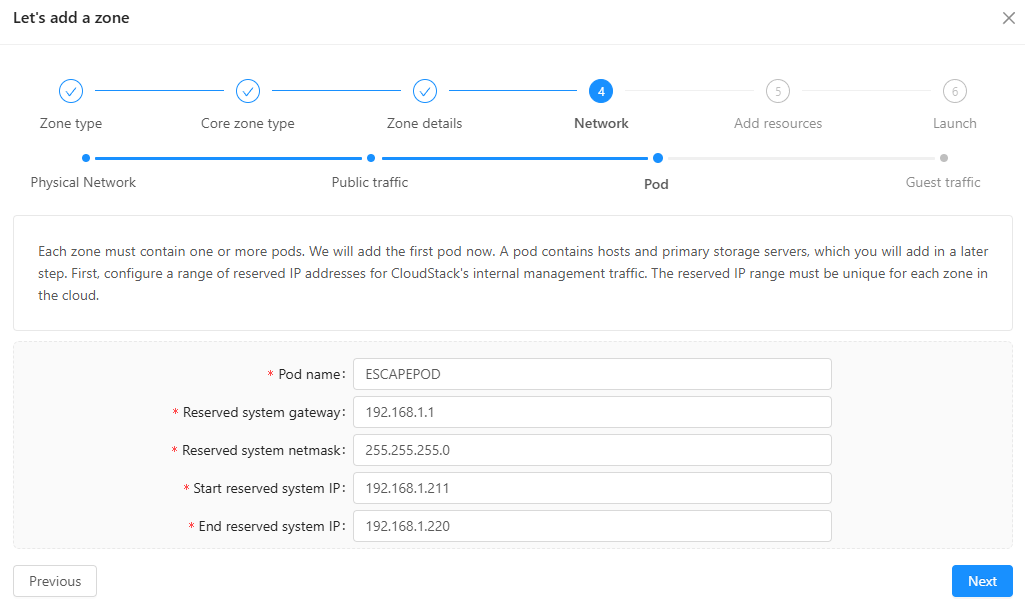 Let's add a zone
4
5
6
Zone type
Core zone type
Zone details
Network
Add resources
Launch
Physical Network
Public traffic
Pod
Guest traffic
Each zone must contain one or more pods. We will add the first pod now. A pod contains hosts and primary storage servers, which you will add in a later
step. First, configure a range of reserved IP addresses for CloudStack's internal management traffic. The reserved IP range must be unique for each zone in
the cloud.
* Pod name: ESCAPEPOD
* Reserved system gateway: 192.168.1.1
* Reserved system netmask: 255.255.255.0
* Start reserved system IP: 192.168.1.211
* End reserved system IP: 192.168.1.220
Previous
Next